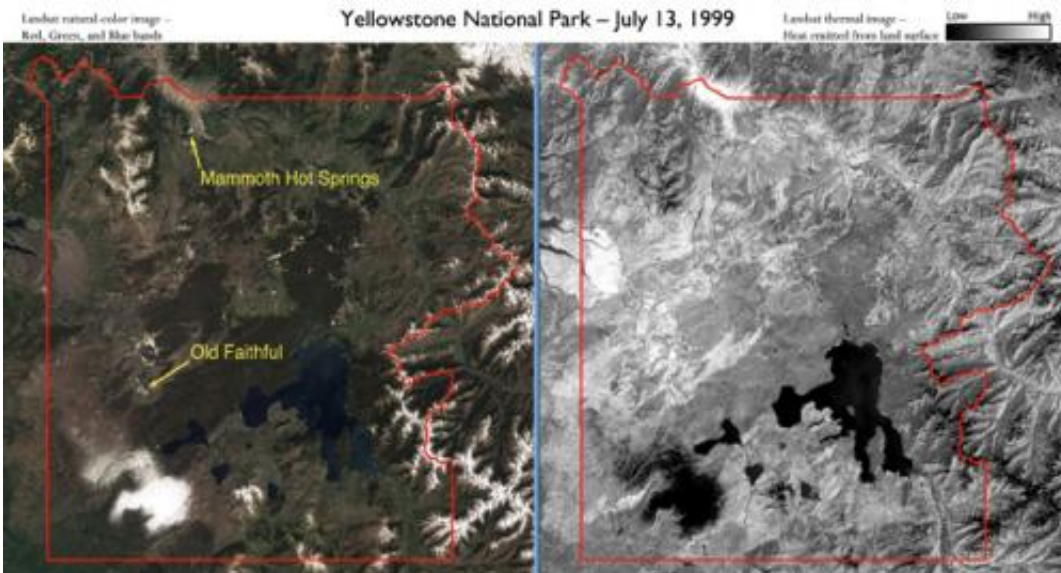 Landsat natural-color image –
Red, Green, and Blue bands
Yellowstone National Park – July 13, 1999
Landsat thermal image –
Heat emitted from land surface
Low
High
Mammoth Hot Springs
Old Faithful